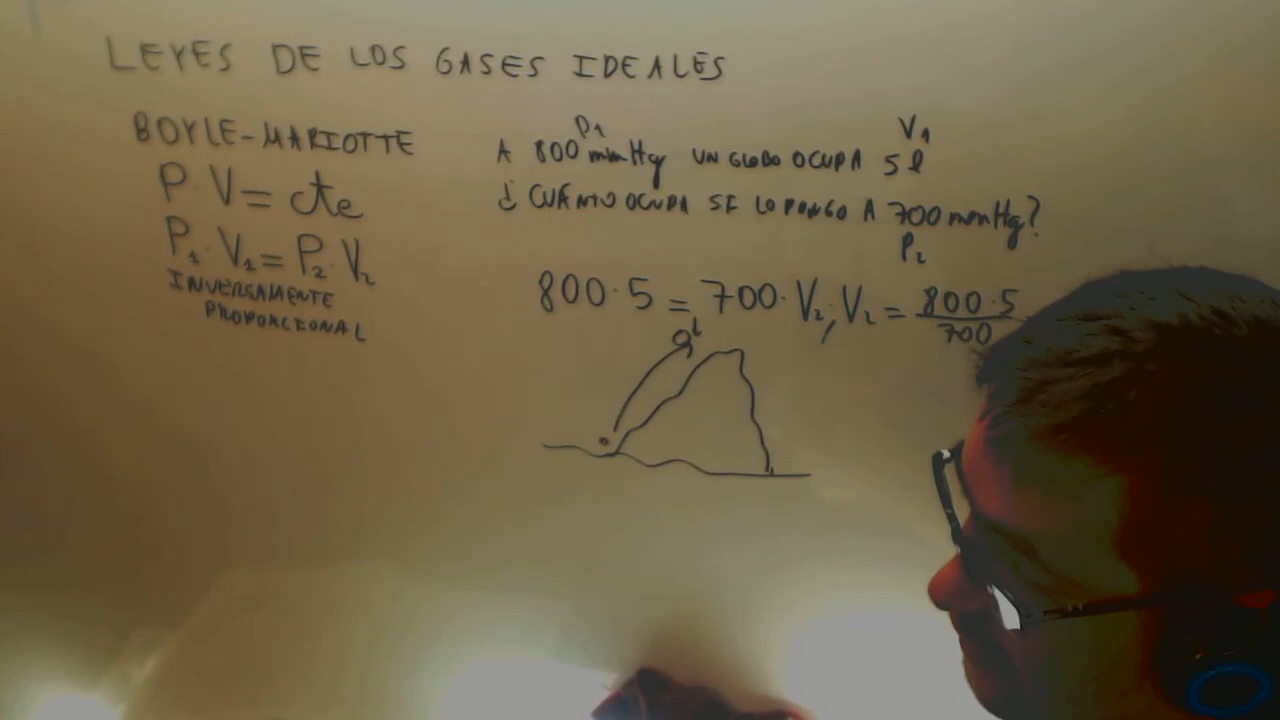 LEYES DE LOS GASES IDEALES
BOYLE-MARIOTTE
P·V=cte
P₁·V₁=P₂·V₂
INVERSAMENTE
PROPORCIONAL
P₁ V₁
A 800 mmHg UN GLOBO OCUPA 5 l
¿CUÁNTO OCUPA SI LO PONGO A 700 mmHg?
P₂
800·5=700·V₂; V₂=800·5/700